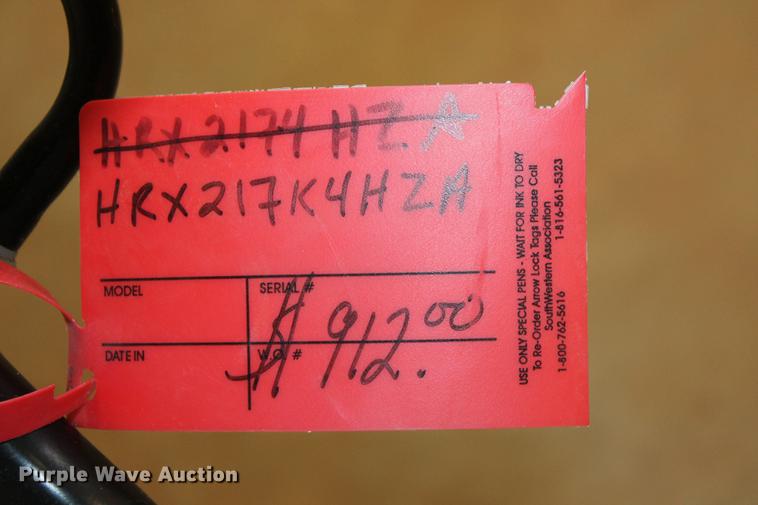 HRX2174HZA
HRX217K4HZA
MODEL
SERIAL #
$912.00
DATE IN
W.O. #
USE ONLY SPECIAL PENS - WAIT FOR INK TO DRY
To Re-Order Arrow Lock Tags Please Call
SouthWestern Association
1-800-762-5616 1-816-561-5323
Purple Wave Auction